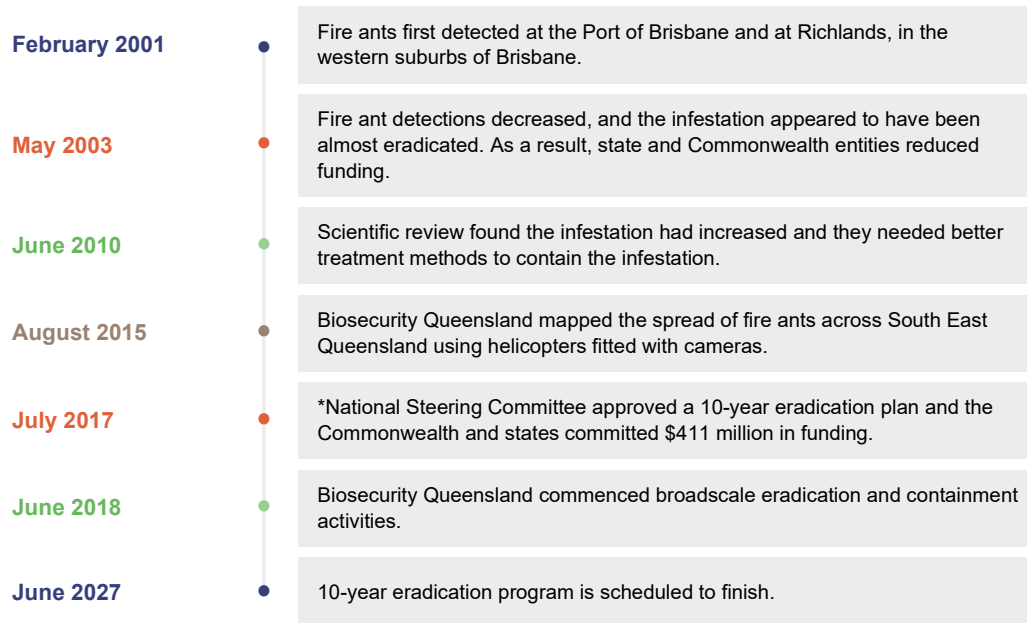 February 2001
Fire ants first detected at the Port of Brisbane and at Richlands, in the
western suburbs of Brisbane.
May 2003
Fire ant detections decreased, and the infestation appeared to have been
almost eradicated. As a result, state and Commonwealth entities reduced
funding.
June 2010
Scientific review found the infestation had increased and they needed better
treatment methods to contain the infestation.
August 2015
Biosecurity Queensland mapped the spread of fire ants across South East
Queensland using helicopters fitted with cameras.
July 2017
*National Steering Committee approved a 10-year eradication plan and the
Commonwealth and states committed $411 million in funding.
June 2018
Biosecurity Queensland commenced broadscale eradication and containment
activities.
June 2027
10-year eradication program is scheduled to finish.